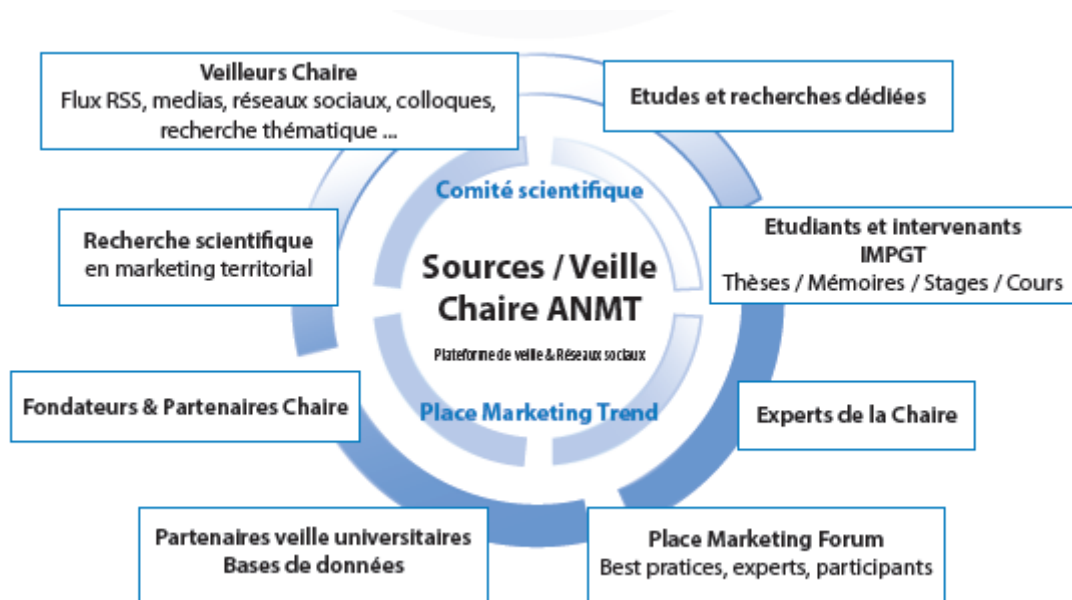 Veilleurs Chaire
Flux RSS, medias, réseaux sociaux, colloques,
recherche thématique ...
Etudes et recherches dédiées
Comité scientifique
Recherche scientifique
en marketing territorial
Sources / Veille
Chaire ANMT
Plateforme de veille & Réseaux sociaux
Etudiants et intervenants
IMPGT
Thèses / Mémoires / Stages / Cours
Fondateurs & Partenaires Chaire
Place Marketing Trend
Experts de la Chaire
Partenaires veille universitaires
Bases de données
Place Marketing Forum
Best pratices, experts, participants